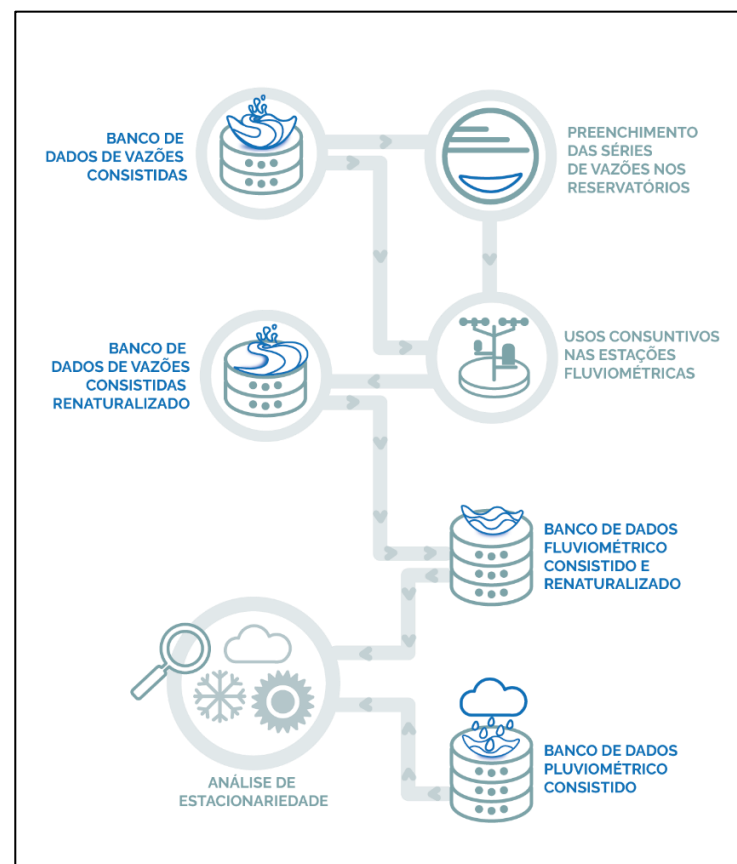 BANCO DE
DADOS DE VAZÕES
CONSISTIDAS
PREENCHIMENTO
DAS SÉRIES
DE VAZÕES NOS
RESERVATÓRIOS
BANCO DE
DADOS DE VAZÕES
CONSISTIDAS
RENATURALIZADO
USOS CONSUNTIVOS
NAS ESTAÇÕES
FLUVIOMÉTRICAS
BANCO DE DADOS
FLUVIOMÉTRICO
CONSISTIDO E
RENATURALIZADO
ANÁLISE DE
ESTACIONARIEDADE
BANCO DE DADOS
PLUVIOMÉTRICO
CONSISTIDO